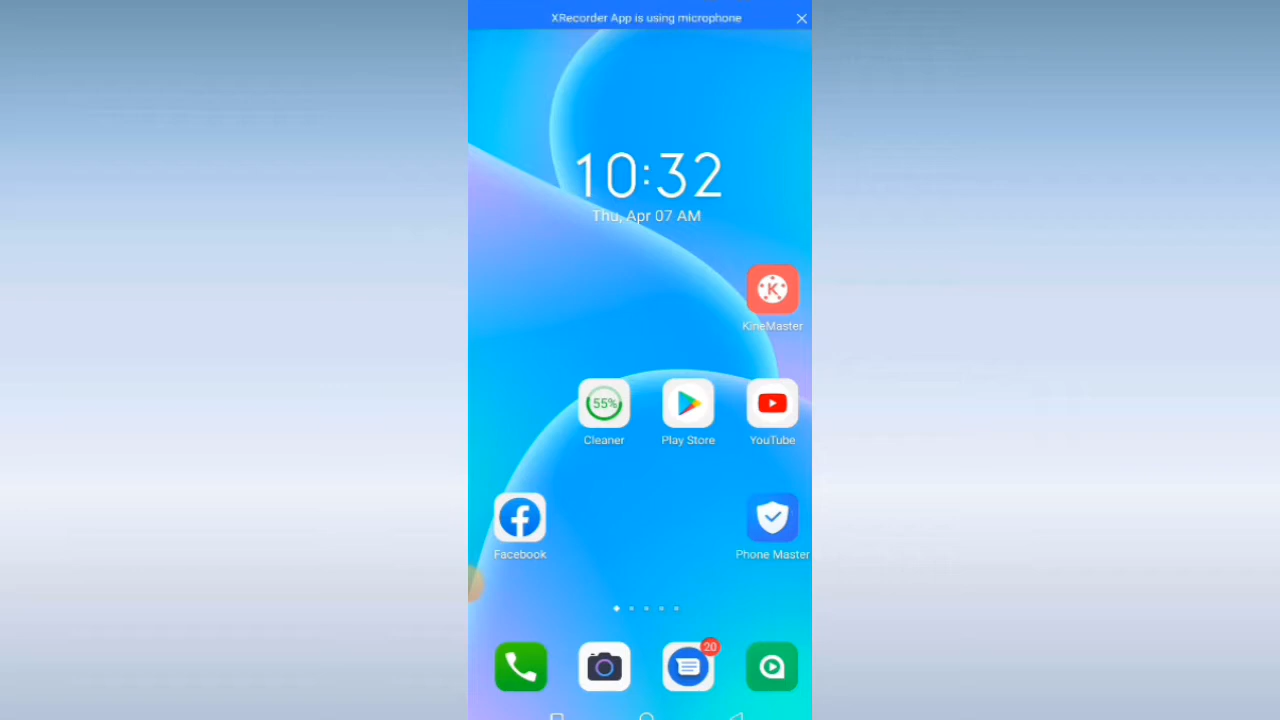 XRecorder App is using microphone
10:32
Thu, Apr 07 AM
K
KineMaster
55%
Cleaner
Play Store
YouTube
Facebook
Phone Master
20